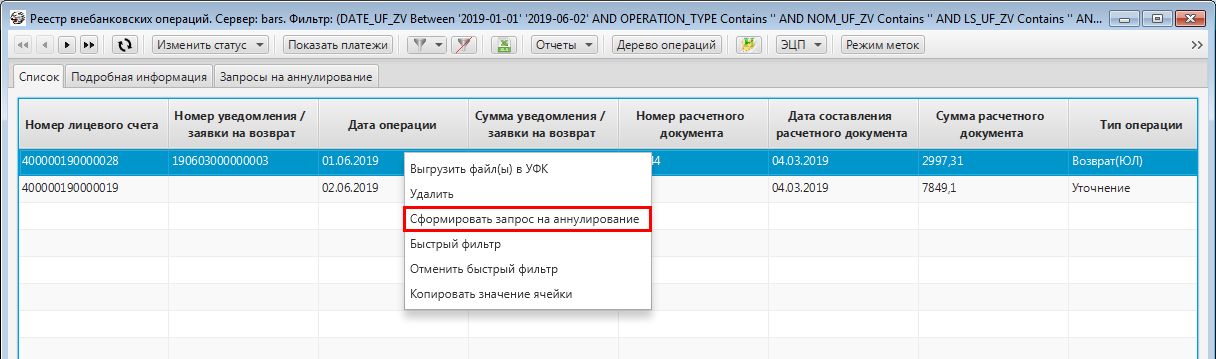 Реестр внебанковских операций. Сервер: bars. Фильтр: (DATE_UF_ZV Between '2019-01-01' '2019-06-02' AND OPERATION_TYPE Contains '' AND NOM_UF_ZV Contains '' AND LS_UF_ZV Contains '' AN...
Изменить статус Показать платежи Отчеты Дерево операций ЭЦП Режим меток
Список Подробная информация Запросы на аннулирование
Номер лицевого счета Номер уведомления / заявки на возврат Дата операции Сумма уведомления / заявки на возврат Номер расчетного документа Дата составления расчетного документа Сумма расчетного документа Тип операции
400000190000028 190603000000003 01.06.2019 44 04.03.2019 2997,31 Возврат(ЮЛ)
400000190000019 02.06.2019 04.03.2019 7849,1 Уточнение
Выгрузить файл(ы) в УФК
Удалить
Сформировать запрос на аннулирование
Быстрый фильтр
Отменить быстрый фильтр
Копировать значение ячейки